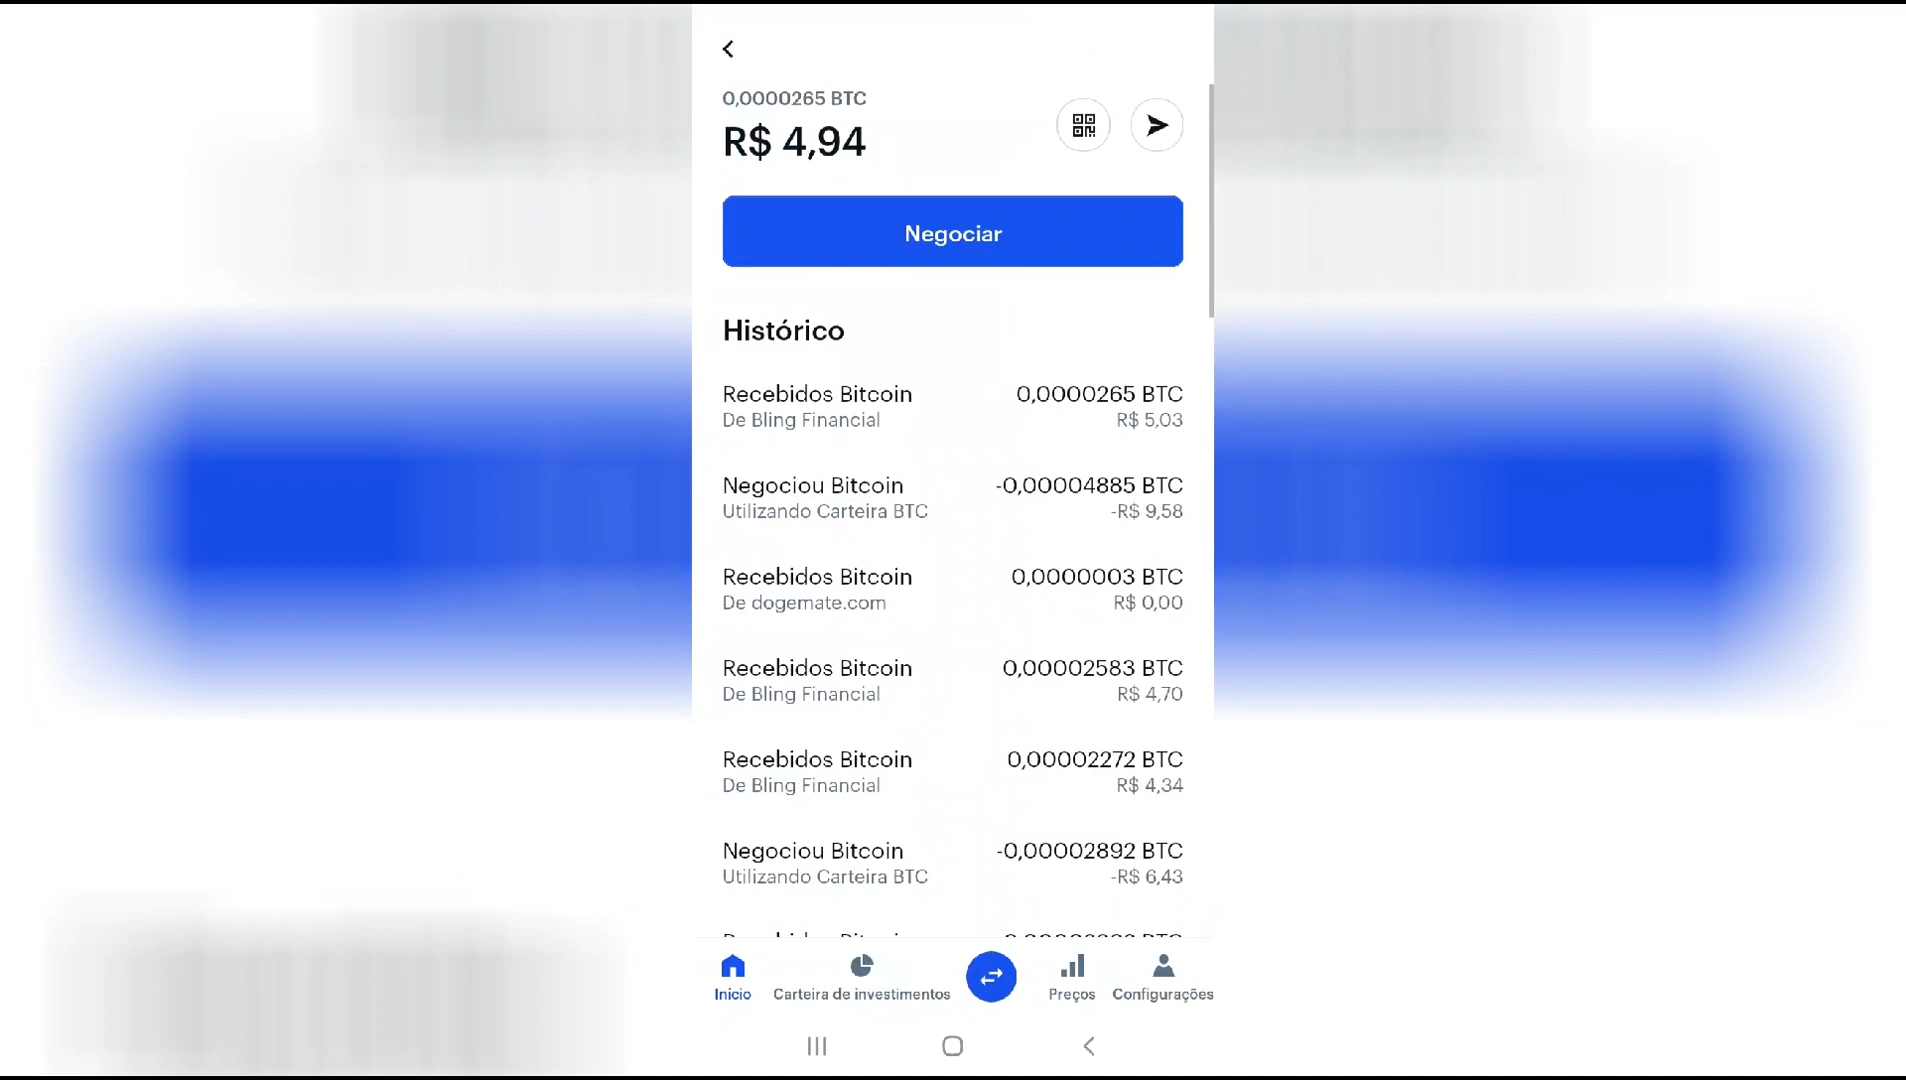 0,0000265 BTC
R$ 4,94
Negociar
Histórico
Recebidos Bitcoin 0,0000265 BTC
De Bling Financial R$ 5,03
Negociou Bitcoin -0,00004885 BTC
Utilizando Carteira BTC -R$ 9,58
Recebidos Bitcoin 0,0000003 BTC
De dogemate.com R$ 0,00
Recebidos Bitcoin 0,00002583 BTC
De Bling Financial R$ 4,70
Recebidos Bitcoin 0,00002272 BTC
De Bling Financial R$ 4,34
Negociou Bitcoin -0,00002892 BTC
Utilizando Carteira BTC -R$ 6,43
Início Carteira de investimentos Preços Configurações